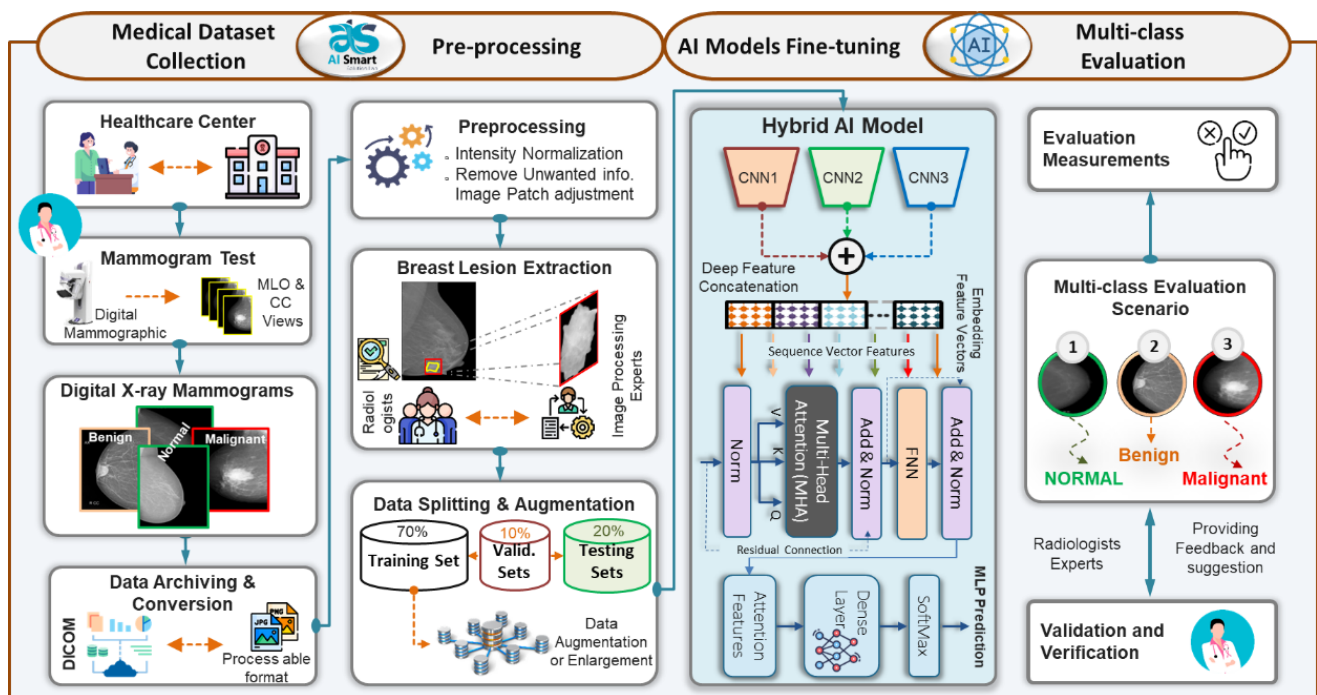 Medical Dataset
Collection
AI Smart
Pre-processing
AI Models Fine-tuning
AI
Multi-class
Evaluation
Healthcare Center
Mammogram Test
MLO &
CC
Views
Digital
Mammographic
Digital X-ray Mammograms
Benign
Normal
Malignant
Data Archiving &
Conversion
DICOM
JPG
PNG
Process able
format
Preprocessing
Intensity Normalization
Remove Unwanted info.
Image Patch adjustment
Breast Lesion Extraction
Radiol
ogists
Image Processing
Experts
Data Splitting & Augmentation
70%
Training Set
10%
Valid.
Sets
20%
Testing
Sets
Data
Augmentation
or Enlargement
Hybrid AI Model
CNN1
CNN2
CNN3
+
Deep Feature
Concatenation
Embedding
Feature Vectors
Sequence Vector Features
Norm
V
K
Q
Multi-Head
Attention (MHA)
Add & Norm
FNN
Add & Norm
Residual Connection
Attention
Features
Dense
Layer
SoftMax
MLP Prediction
Evaluation
Measurements
Multi-class Evaluation
Scenario
1
2
3
NORMAL
Benign
Malignant
Radiologists
Experts
Providing
Feedback and
suggestion
Validation and
Verification